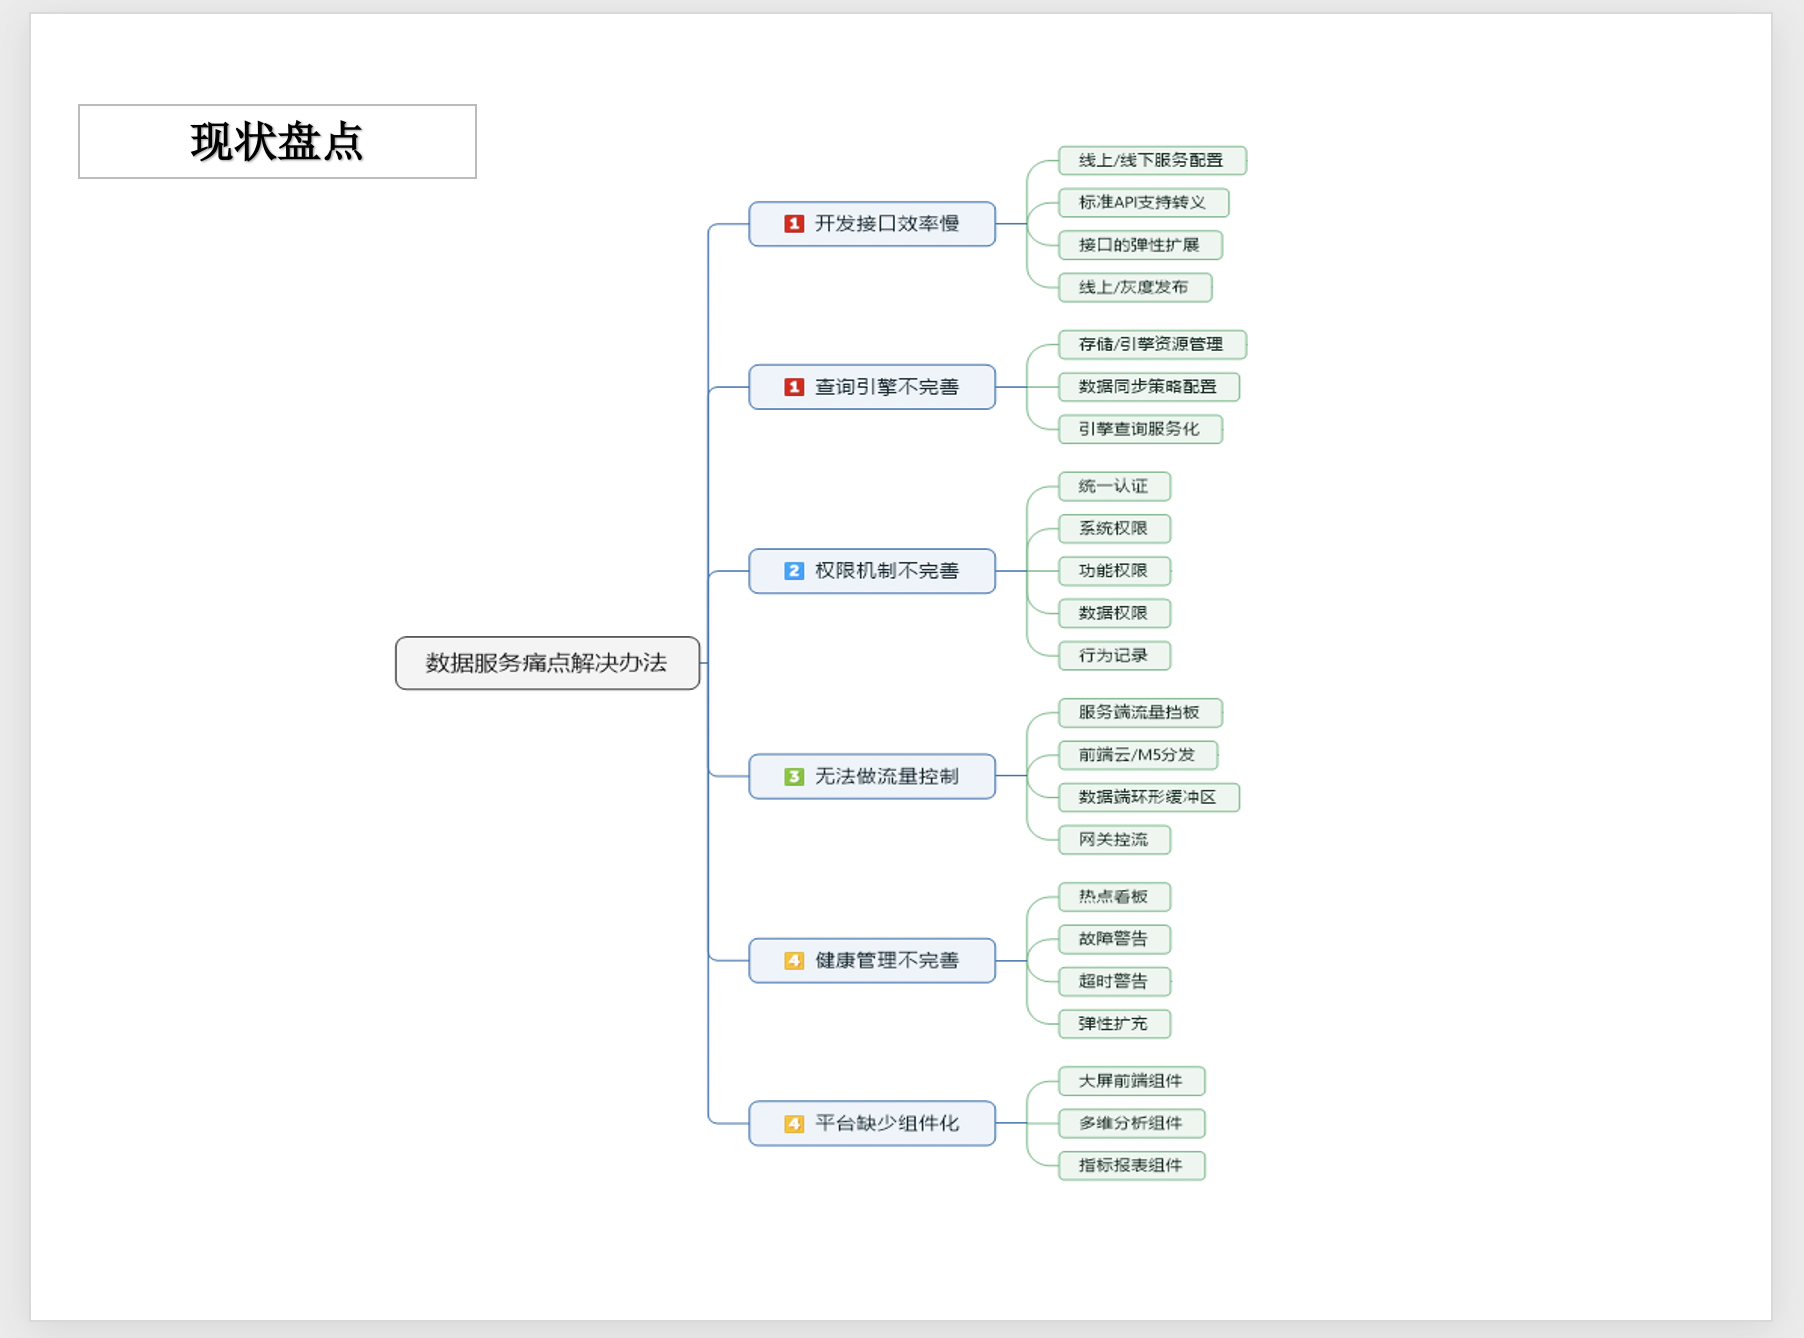 现状盘点
数据服务痛点解决办法
1 开发接口效率慢
线上/线下服务配置
标准API支持转义
接口的弹性扩展
线上/灰度发布
1 查询引擎不完善
存储/引擎资源管理
数据同步策略配置
引擎查询服务化
2 权限机制不完善
统一认证
系统权限
功能权限
数据权限
行为记录
3 无法做流量控制
服务端流量挡板
前端云/M5分发
数据端环形缓冲区
网关控流
4 健康管理不完善
热点看板
故障警告
超时警告
弹性扩充
4 平台缺少组件化
大屏前端组件
多维分析组件
指标报表组件